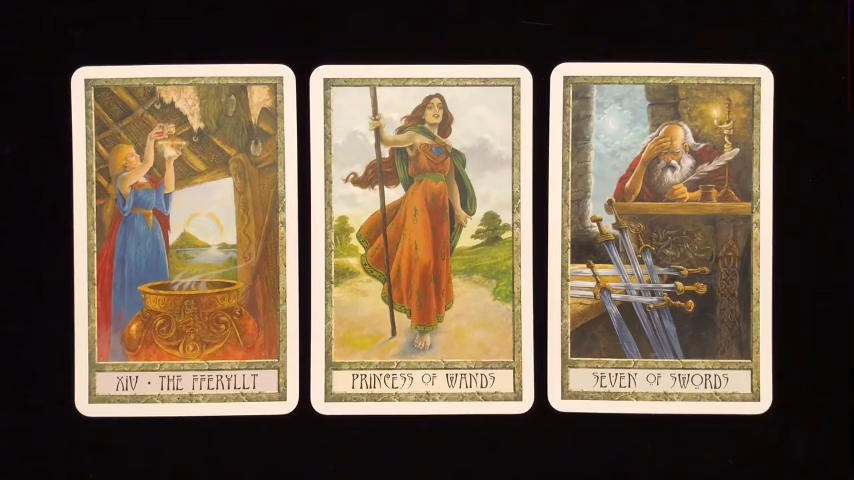 XIV • THE FFERYLLT
PRINCESS OF WANDS
SEVEN OF SWORDS